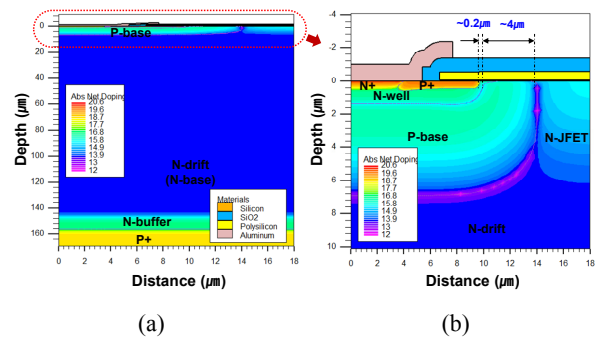 0
20
40
60
80
100
120
140
160
Depth (μm)
P-base
Abs Net Doping
20.6
19.6
18.7
17.7
16.8
15.8
14.9
13.9
13
12
N-drift
(N-base)
Materials
Silicon
SiO2
Polysilicon
Aluminum
N-buffer
P+
0 2 4 6 8 10 12 14 16 18
Distance (μm)
(a)
~0.2μm ~4μm
-4
-2
0
2
4
6
8
10
Depth (μm)
N+ P+
N-well
P-base
N-JFET
Abs Net Doping
20.6
19.6
18.7
17.7
16.8
15.8
14.9
13.9
13
12
N-drift
0 2 4 6 8 10 12 14 16 18
Distance (μm)
(b)